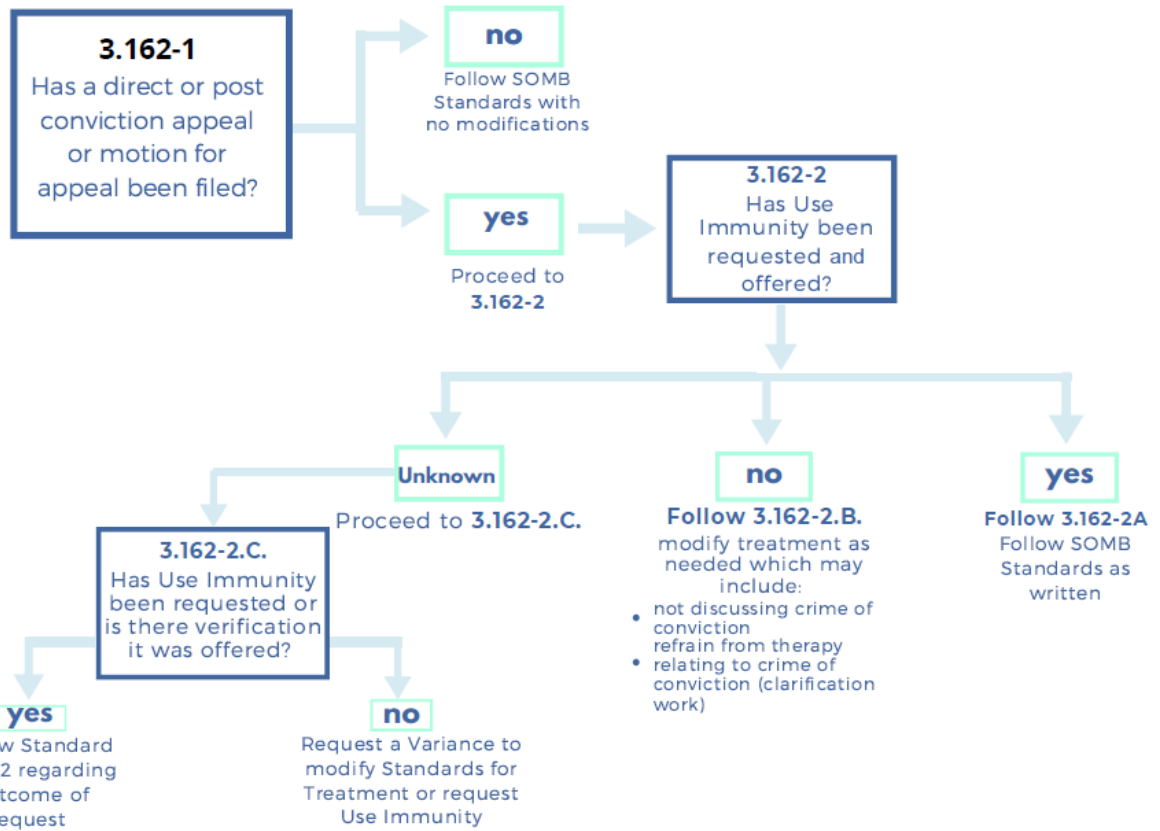 3.162-1
Has a direct or post
conviction appeal
or motion for
appeal been filed?
no
Follow SOMB
Standards with
no modifications
yes
Proceed to
3.162-2
3.162-2
Has Use
Immunity been
requested and
offered?
Unknown
Proceed to 3.162-2.C.
no
Follow 3.162-2.B.
modify treatment as
needed which may
include:
• not discussing crime of
conviction
refrain from therapy
• relating to crime of
conviction (clarification
work)
yes
Follow 3.162-2A
Follow SOMB
Standards as
written
3.162-2.C.
Has Use Immunity
been requested or
is there verification
it was offered?
yes
w Standard
2 regarding
tcome of
equest
no
Request a Variance to
modify Standards for
Treatment or request
Use Immunity